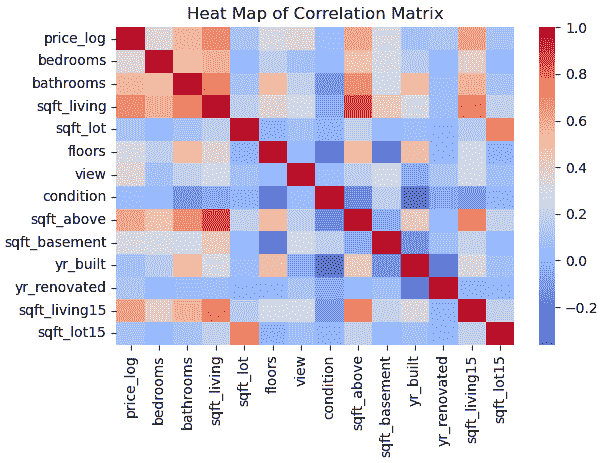 Heat Map of Correlation Matrix
price_log
bedrooms
bathrooms
sqft_living
sqft_lot
floors
view
condition
sqft_above
sqft_basement
yr_built
yr_renovated
sqft_living15
sqft_lot15
price_log
bedrooms
bathrooms
sqft_living
sqft_lot
floors
view
condition
sqft_above
sqft_basement
yr_built
yr_renovated
sqft_living15
sqft_lot15
1.0
0.8
0.6
0.4
0.2
0.0
−0.2